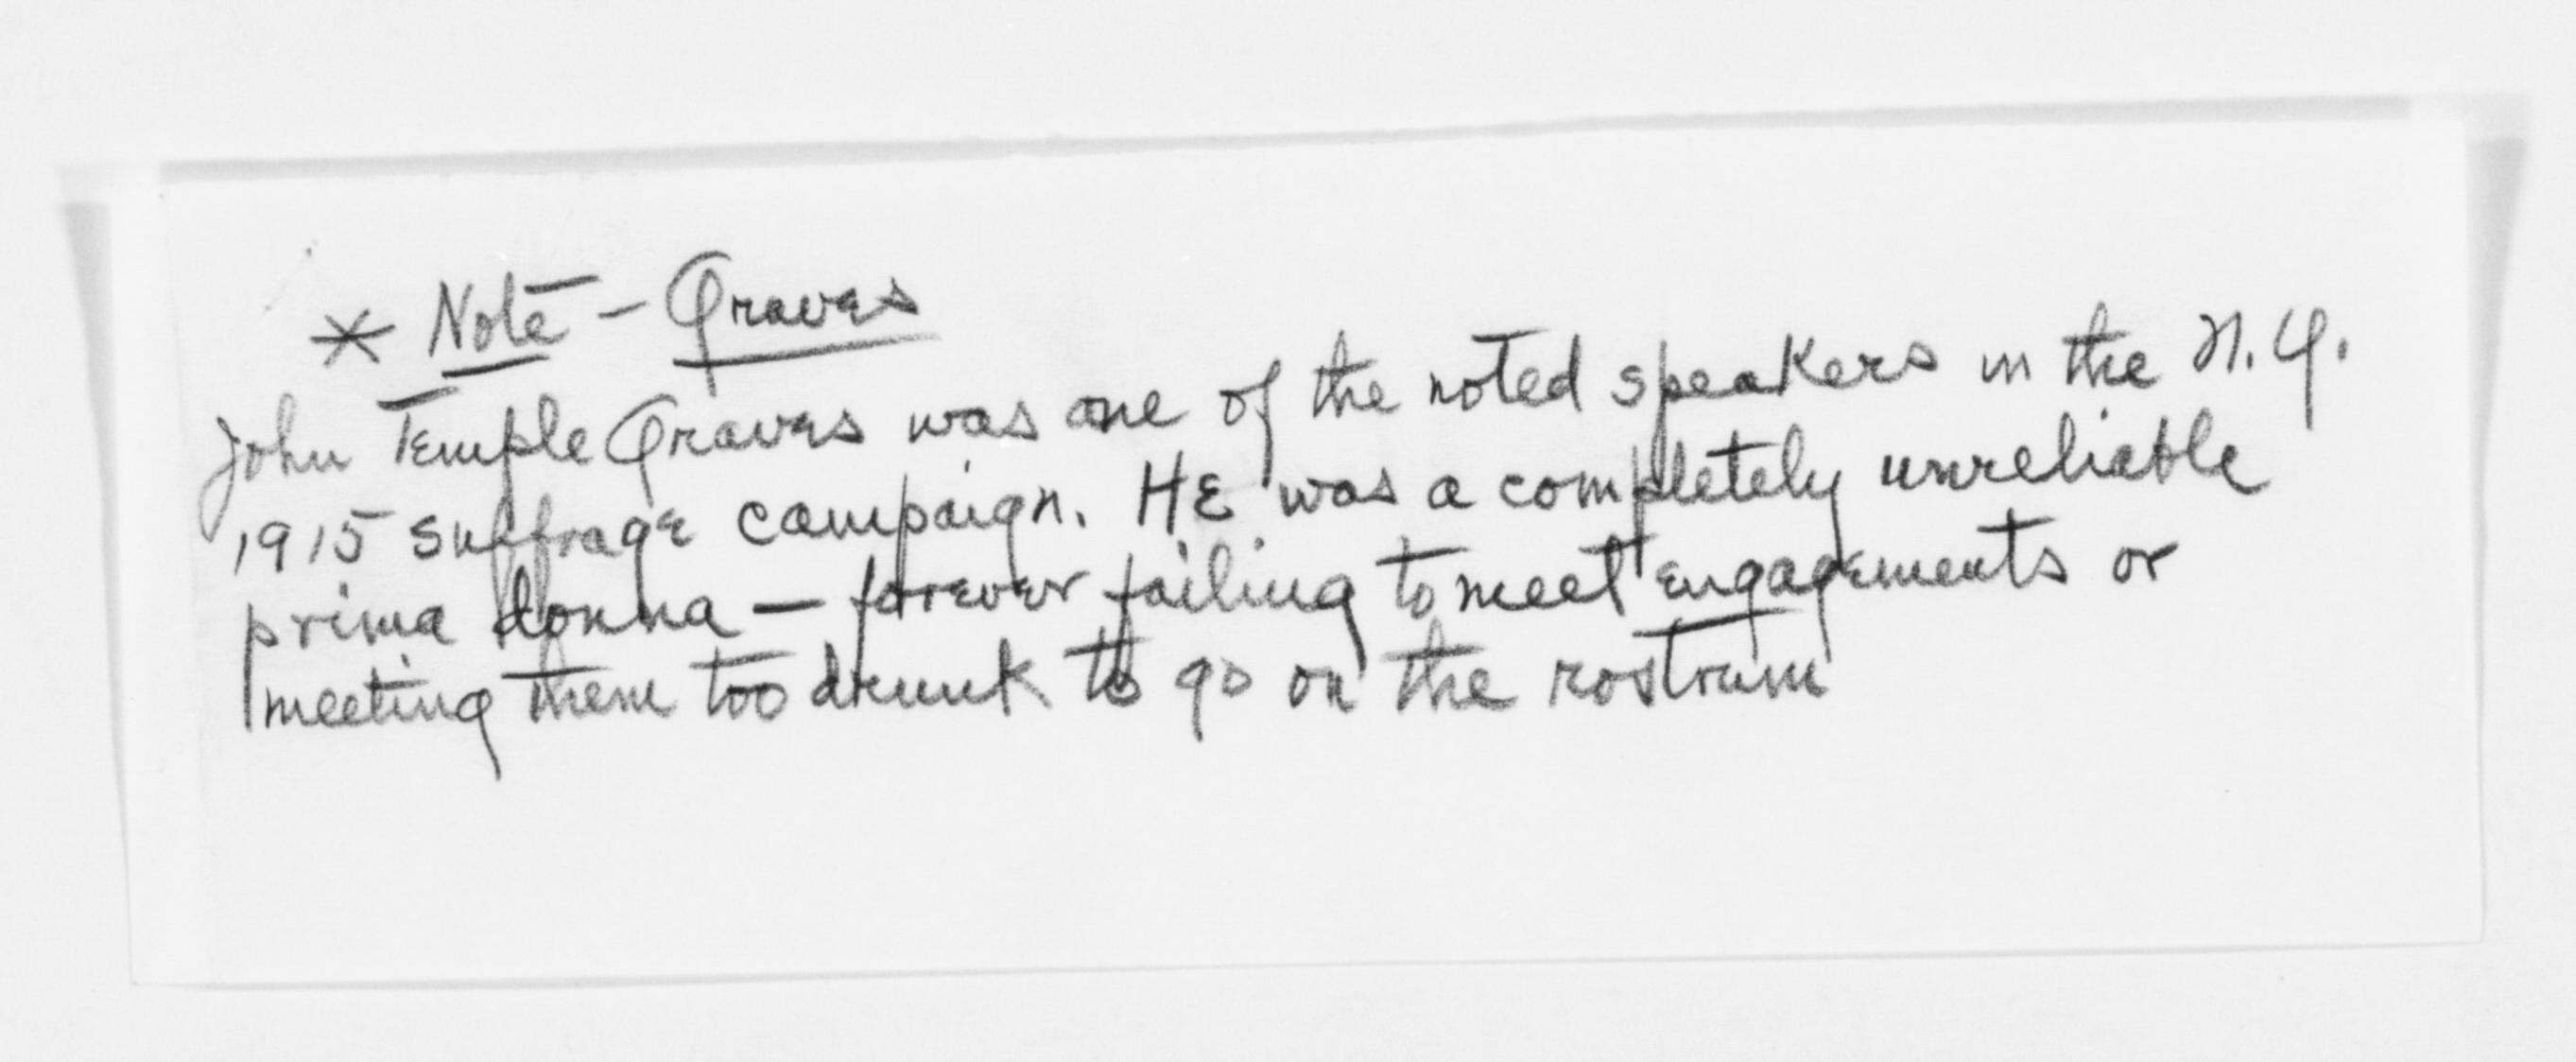 * Note - Graves
John Temple Graves was one of the noted speakers in the N.Y.
1915 suffrage campaign. He was a completely unreliable
prima donna — forever failing to meet engagements or
meeting them too drunk to go on the rostrum